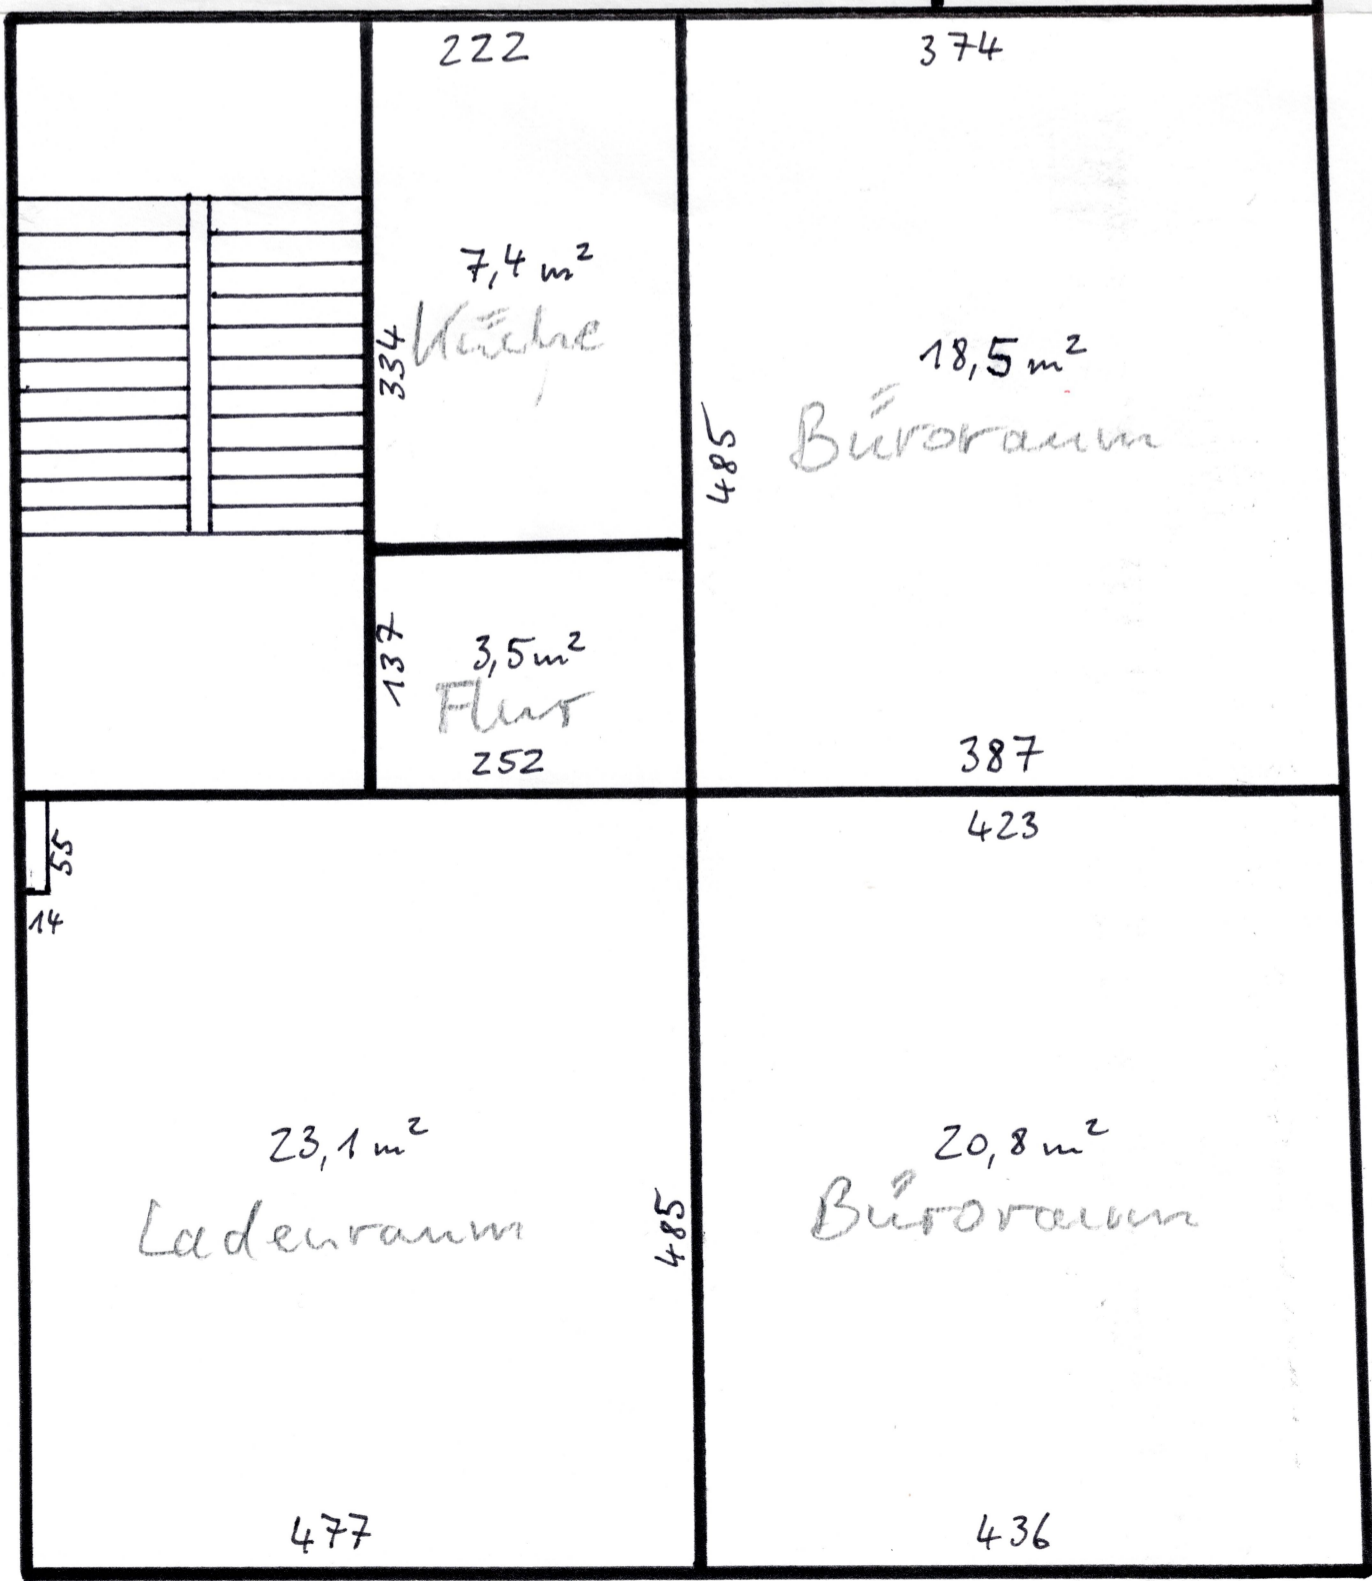 222
374
7,4 m²
Küche
334
18,5 m²
Büroraum
485
137
3,5 m²
Flur
252
387
55
14
423
23,1 m²
Ladenraum
485
20,8 m²
Büroraum
477
436